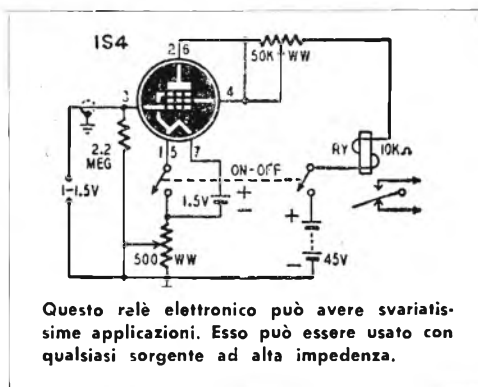 1S4
2 6
50K WW
3
4
2.2
MEG
1 5
7
ON-OFF
RY
10KΩ
1-1.5V
1.5V
+
-
+
500
WW
-
45V
Questo relè elettronico può avere svariatis-
sime applicazioni. Esso può essere usato con
qualsiasi sorgente ad alta impedenza.